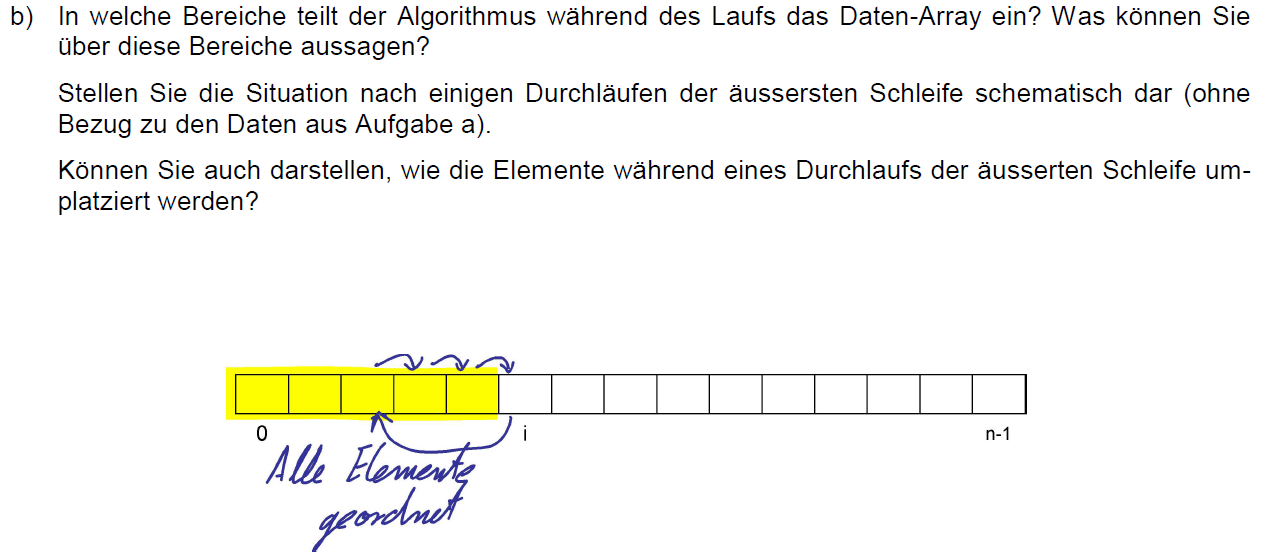 b) In welche Bereiche teilt der Algorithmus während des Laufs das Daten-Array ein? Was können Sie
über diese Bereiche aussagen?
Stellen Sie die Situation nach einigen Durchläufen der äussersten Schleife schematisch dar (ohne
Bezug zu den Daten aus Aufgabe a).
Können Sie auch darstellen, wie die Elemente während eines Durchlaufs der äusserten Schleife um-
platziert werden?
0 i n-1
Alle Elemente
geordnet